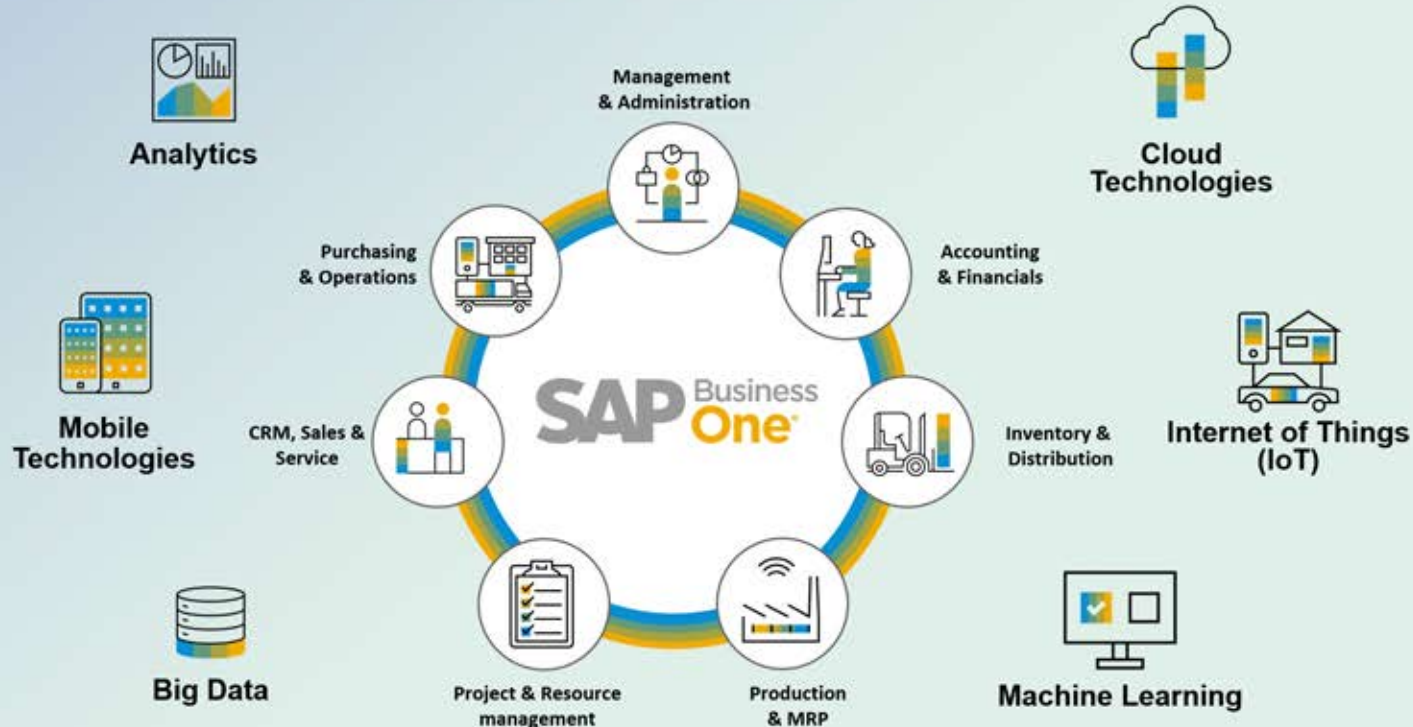 Management
& Administration
Analytics
Cloud
Technologies
Purchasing
& Operations
Accounting
& Financials
SAP Business
One®
Mobile
Technologies
CRM, Sales &
Service
Inventory &
Distribution
Internet of Things
(IoT)
Big Data
Project & Resource
management
Production
& MRP
Machine Learning